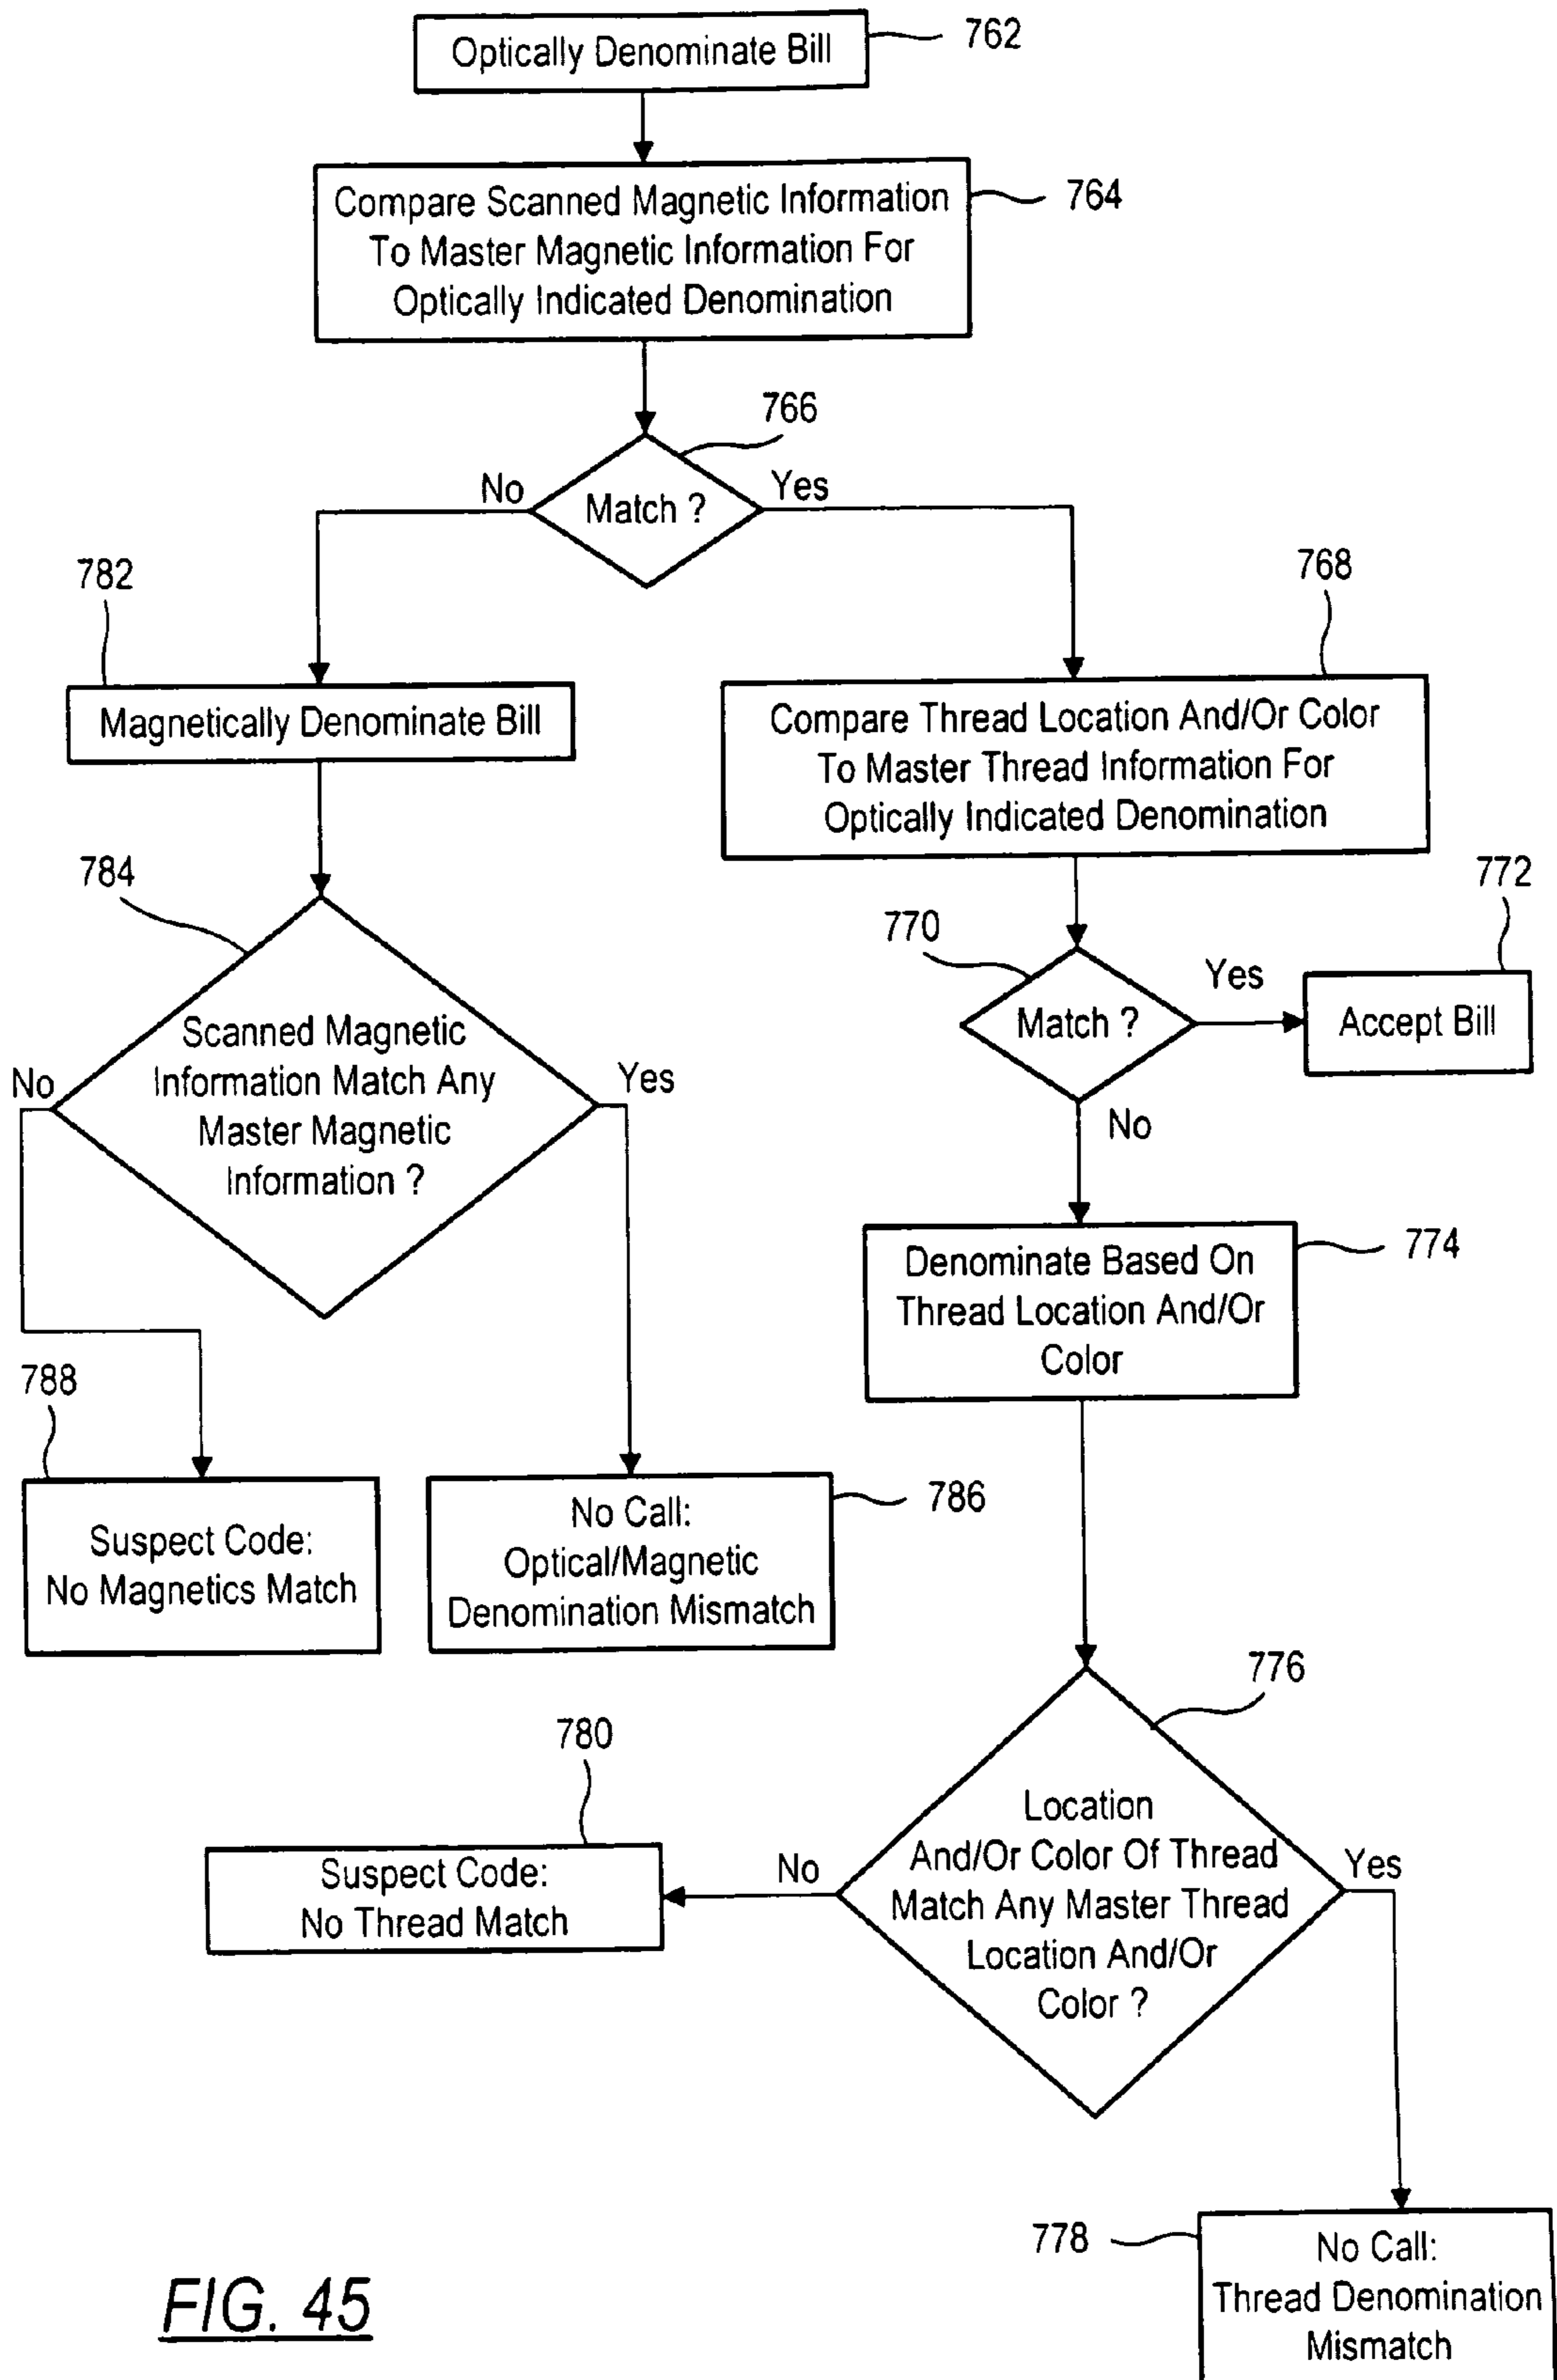 Optically Denominate Bill
762
Compare Scanned Magnetic Information
To Master Magnetic Information For
Optically Indicated Denomination
764
766
No
Match ?
Yes
782
768
Magnetically Denominate Bill
Compare Thread Location And/Or Color
To Master Thread Information For
Optically Indicated Denomination
784
770
772
Match ?
Yes
Accept Bill
No
Scanned Magnetic
Information Match Any
Master Magnetic
Information ?
No
Yes
Denominate Based On
Thread Location And/Or
Color
774
788
Suspect Code:
No Magnetics Match
No Call:
Optical/Magnetic
Denomination Mismatch
786
776
780
Suspect Code:
No Thread Match
No
Location
And/Or Color Of Thread
Match Any Master Thread
Location And/Or
Color ?
Yes
778
No Call:
Thread Denomination
Mismatch
FIG. 45